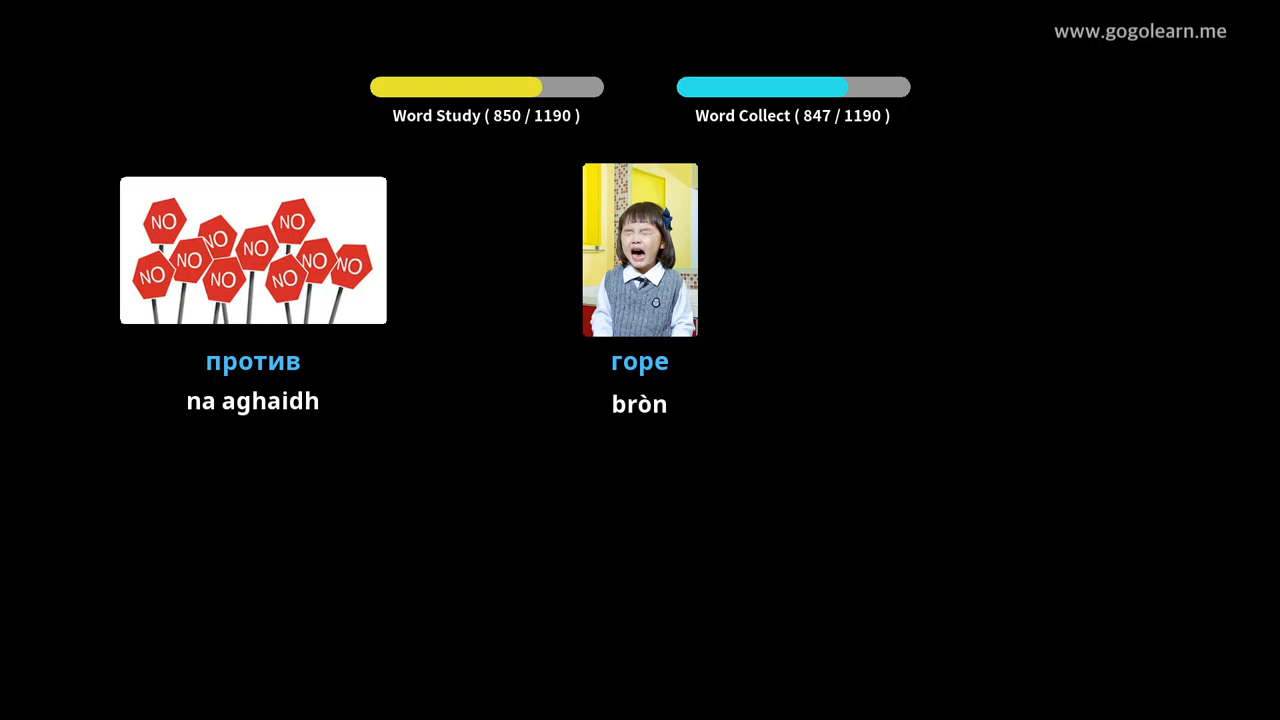 www.gogolearn.me
Word Study ( 850 / 1190 )
Word Collect ( 847 / 1190 )
NO
NO
NO
NO
NO
NO
NO
NO
NO
NO
против
na aghaidh
горе
bròn